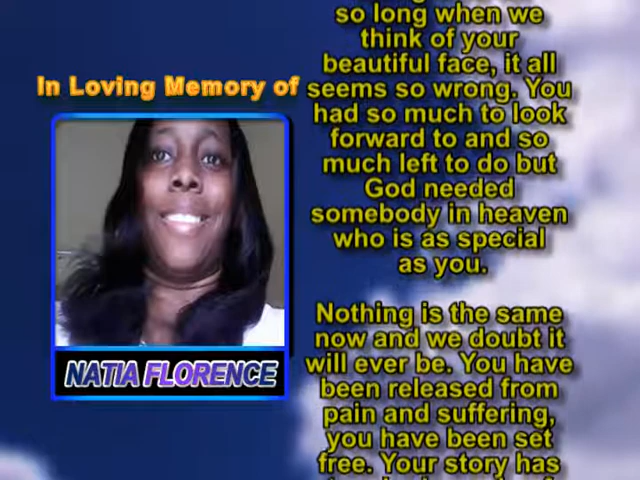 In Loving Memory of
NATIA FLORENCE
so long when we
think of your
beautiful face, it all
seems so wrong. You
had so much to look
forward to and so
much left to do but
God needed
somebody in heaven
who is as special
as you.
Nothing is the same
now and we doubt it
will ever be. You have
been released from
pain and suffering,
you have been set
free. Your story has